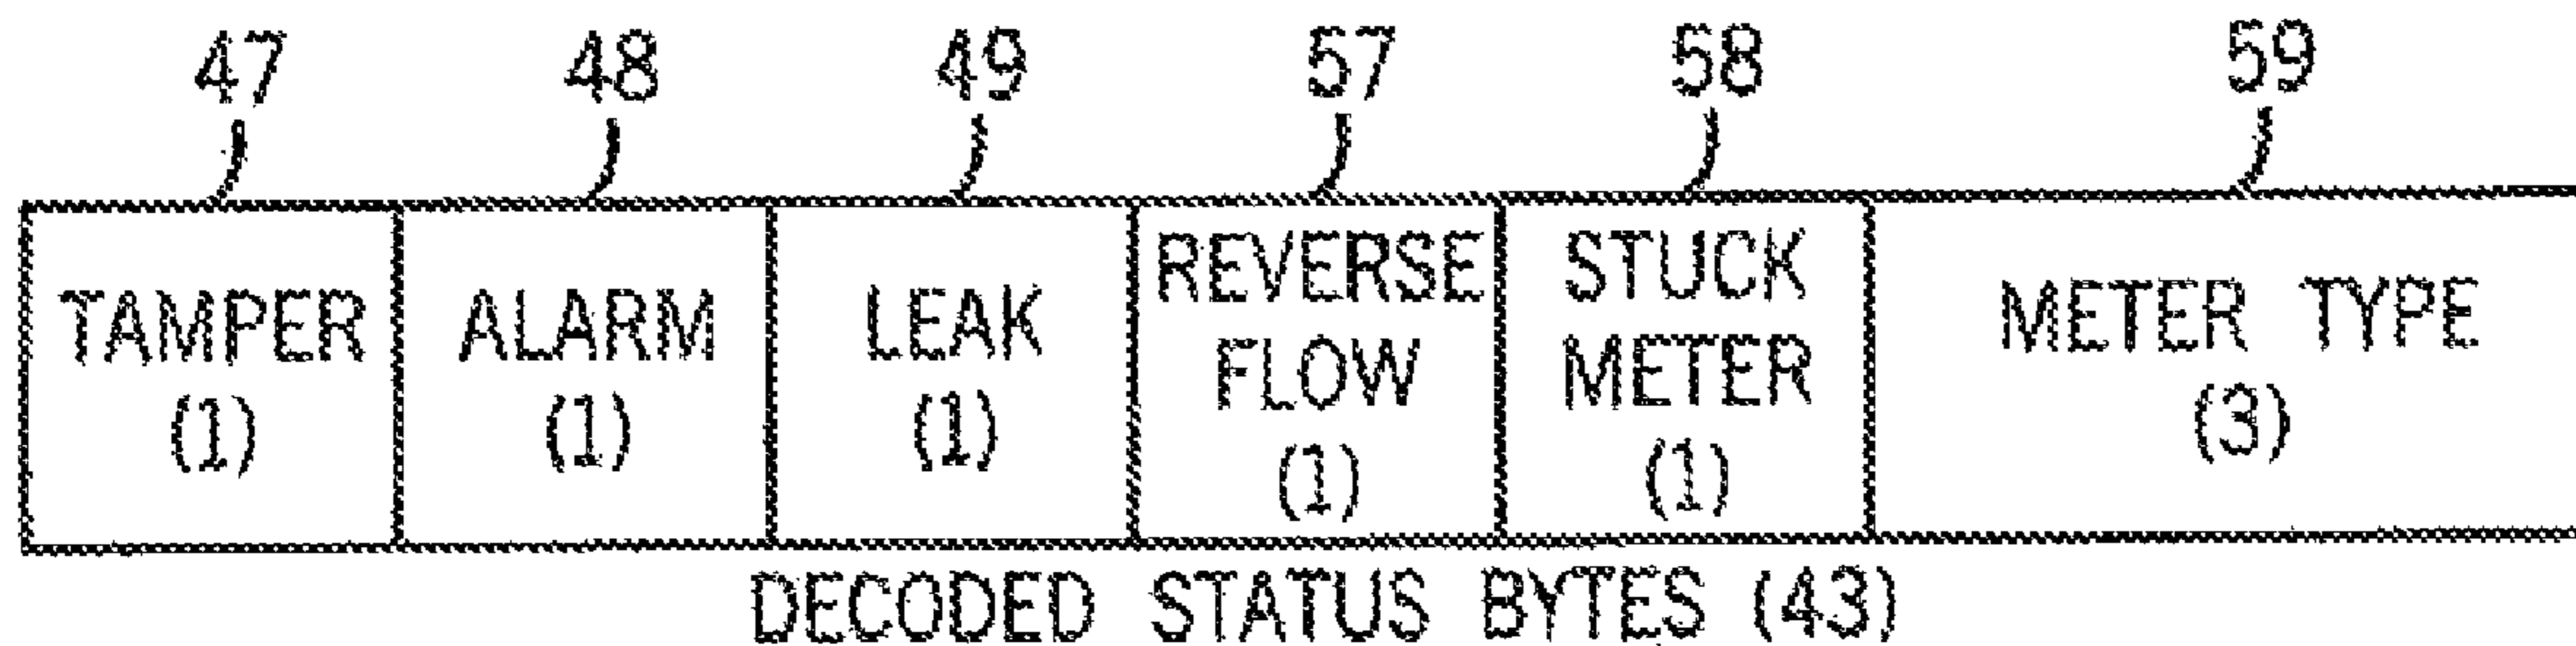 47 48 49 57 58 59
TAMPER (1)
ALARM (1)
LEAK (1)
REVERSE FLOW (1)
STUCK METER (1)
METER TYPE (3)
DECODED STATUS BYTES (43)